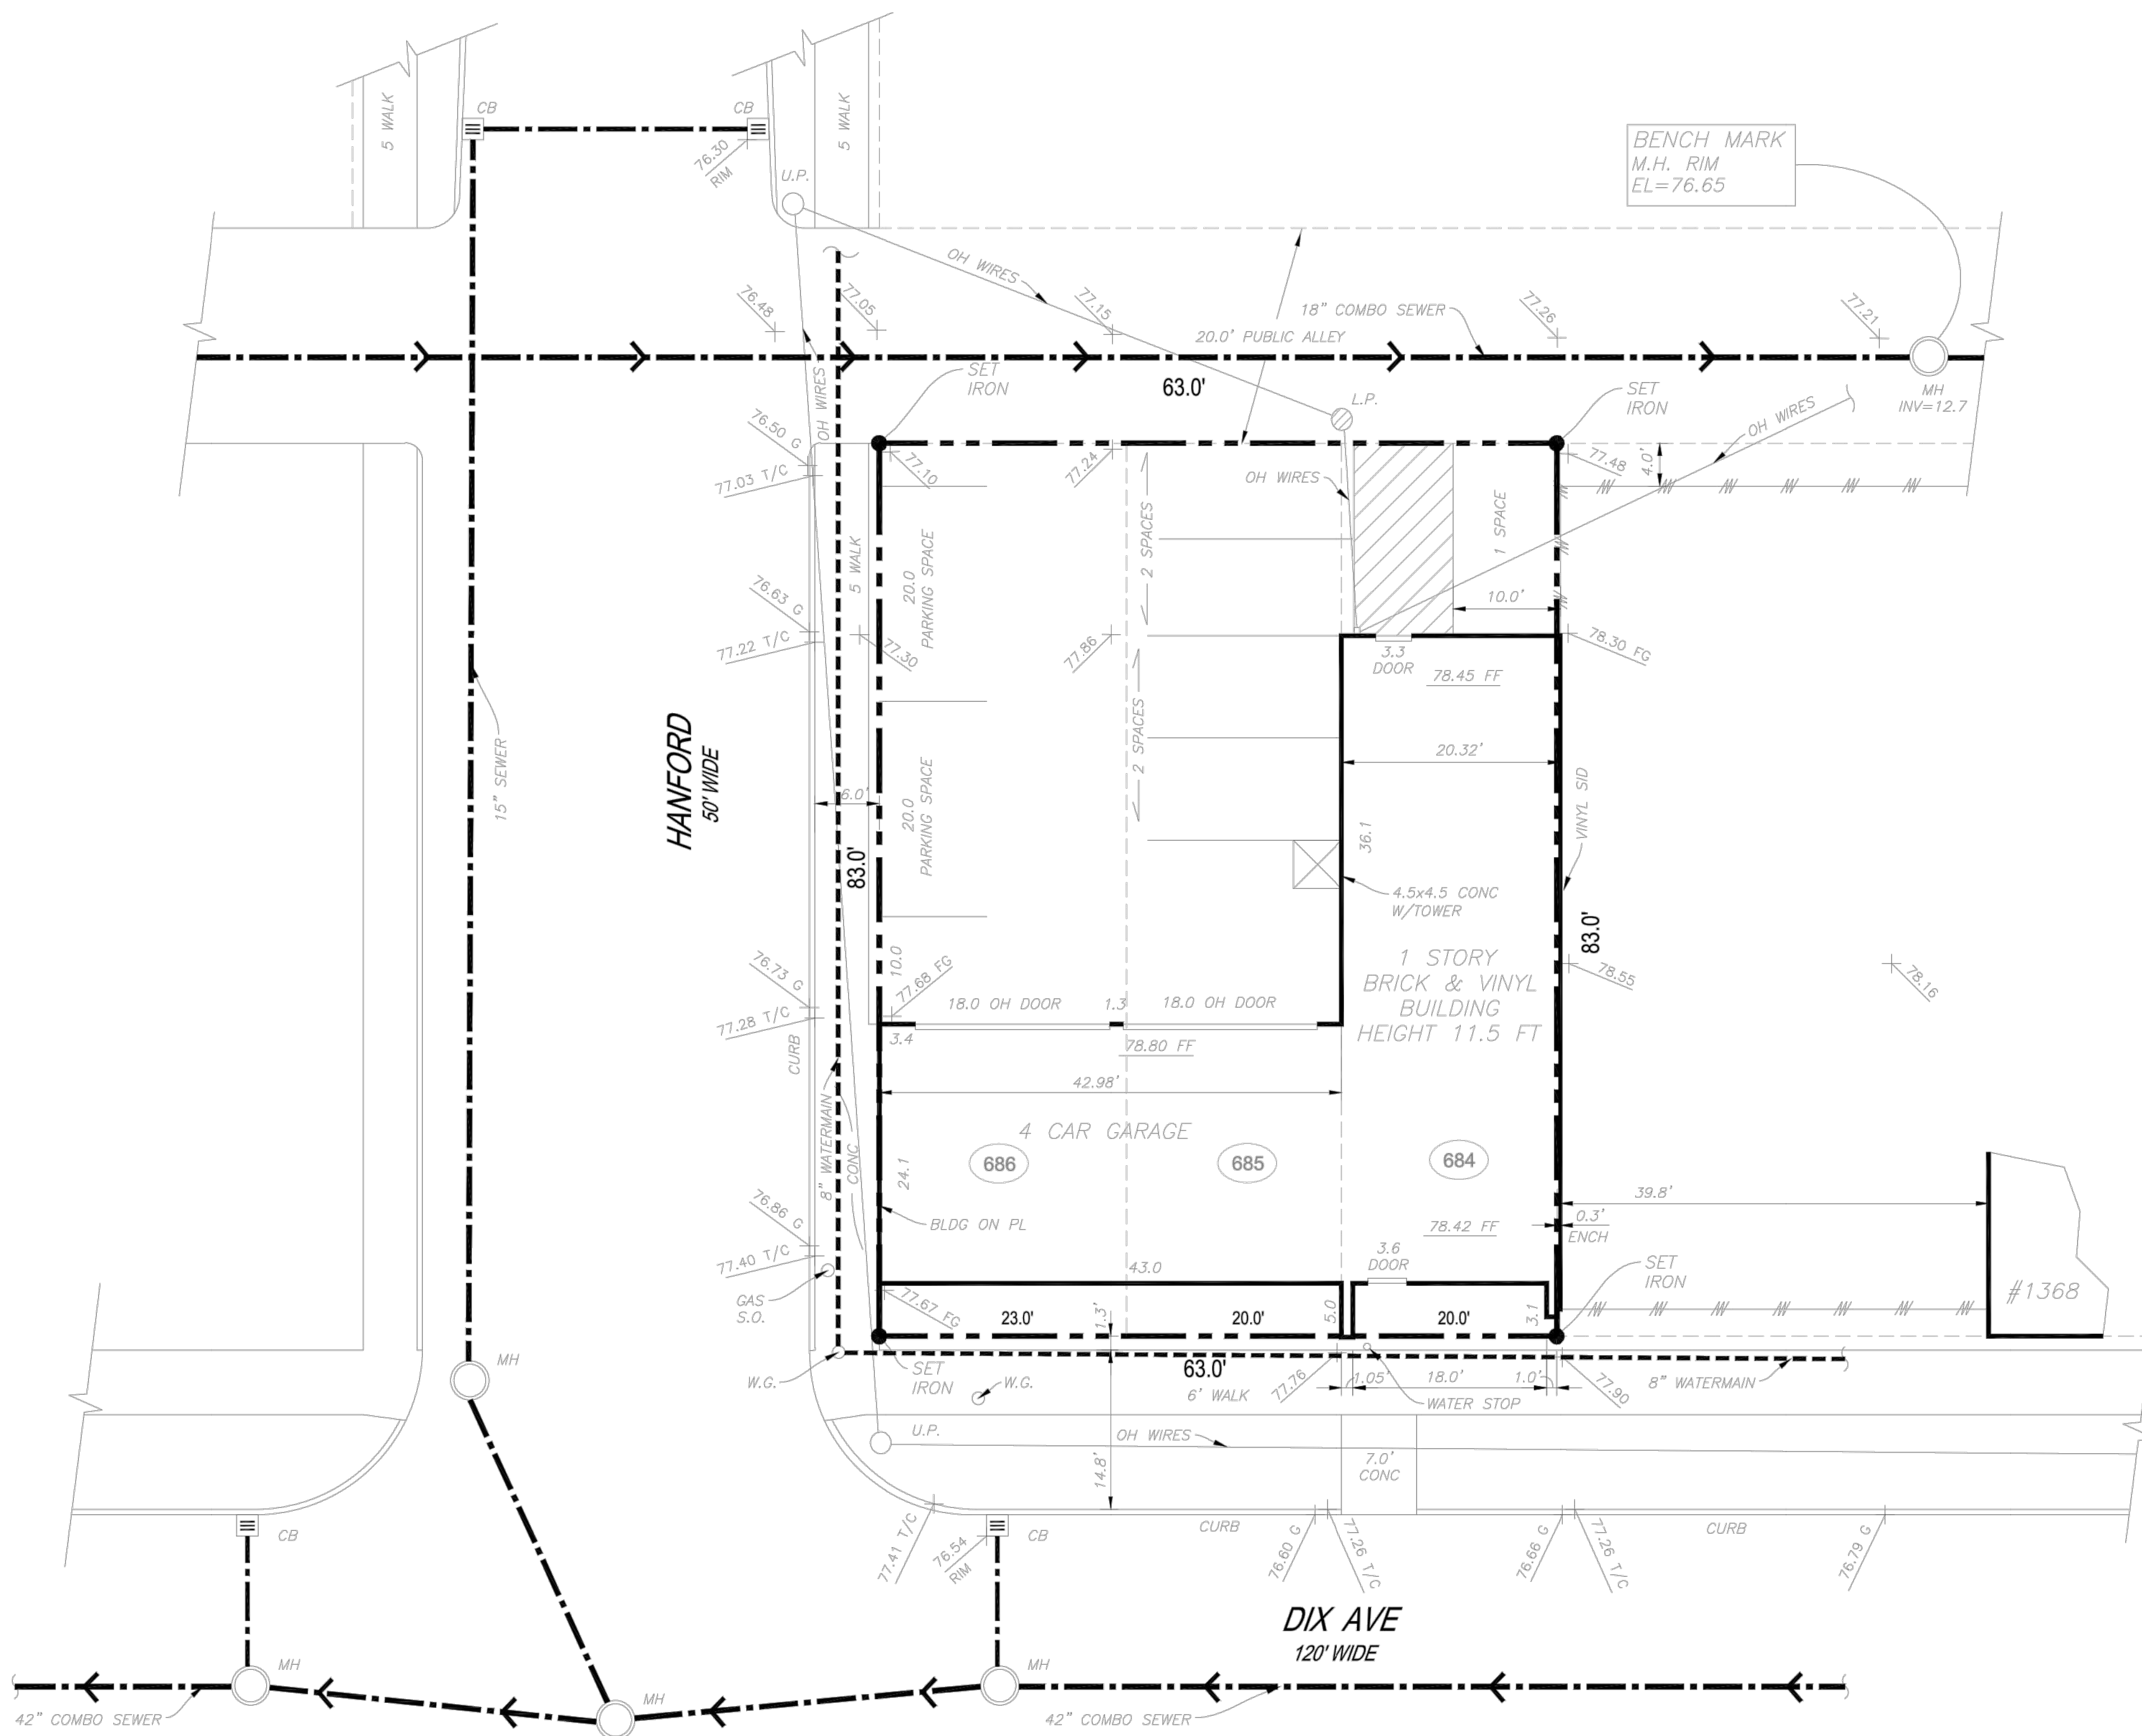 5 WALK
CB
CB
5 WALK
76.30
RIM
U.P.
BENCH MARK
M.H. RIM
EL=76.65
OH WIRES
76.48
77.05
77.15
18" COMBO SEWER
77.26
77.21
20.0' PUBLIC ALLEY
OH WIRES
SET
IRON
63.0'
L.P.
SET
IRON
OH WIRES
MH
INV=12.7
76.50 G
77.03 T/C
77.10
77.24
OH WIRES
77.48
4.0'
2 SPACES
1 SPACE
5 WALK
20.0
PARKING SPACE
76.63 G
77.22 T/C
77.30
77.86
10.0'
78.30 FG
3.3
DOOR
78.45 FF
2 SPACES
15" SEWER
HANFORD
50' WIDE
20.32'
VINYL SID
6.0'
20.0
PARKING SPACE
83.0'
36.1
4.5x4.5 CONC
W/TOWER
83.0'
10.0
76.73 G
77.28 T/C
77.68 FG
18.0 OH DOOR
1.3
18.0 OH DOOR
1 STORY
BRICK & VINYL
BUILDING
HEIGHT 11.5 FT
78.55
78.16
3.4
78.80 FF
CURB
42.98'
8" WATERMAIN
CONC
4 CAR GARAGE
24.1
686
685
684
39.8'
76.86 G
77.40 T/C
BLDG ON PL
78.42 FF
0.3'
ENCH
3.6
DOOR
43.0
SET
IRON
#1368
GAS
S.O.
77.67 FG
23.0'
1.3'
20.0'
5.0
20.0'
3.1
MH
W.G.
SET
IRON
W.G.
63.0'
6' WALK
77.76
1.05'
18.0'
1.0'
77.90
8" WATERMAIN
WATER STOP
U.P.
OH WIRES
14.8'
7.0'
CONC
CB
77.41 T/C
76.54
RIM
CB
CURB
76.60 G
77.26 T/C
76.66 G
77.26 T/C
CURB
76.79 G
DIX AVE
120' WIDE
MH
MH
MH
42" COMBO SEWER
42" COMBO SEWER